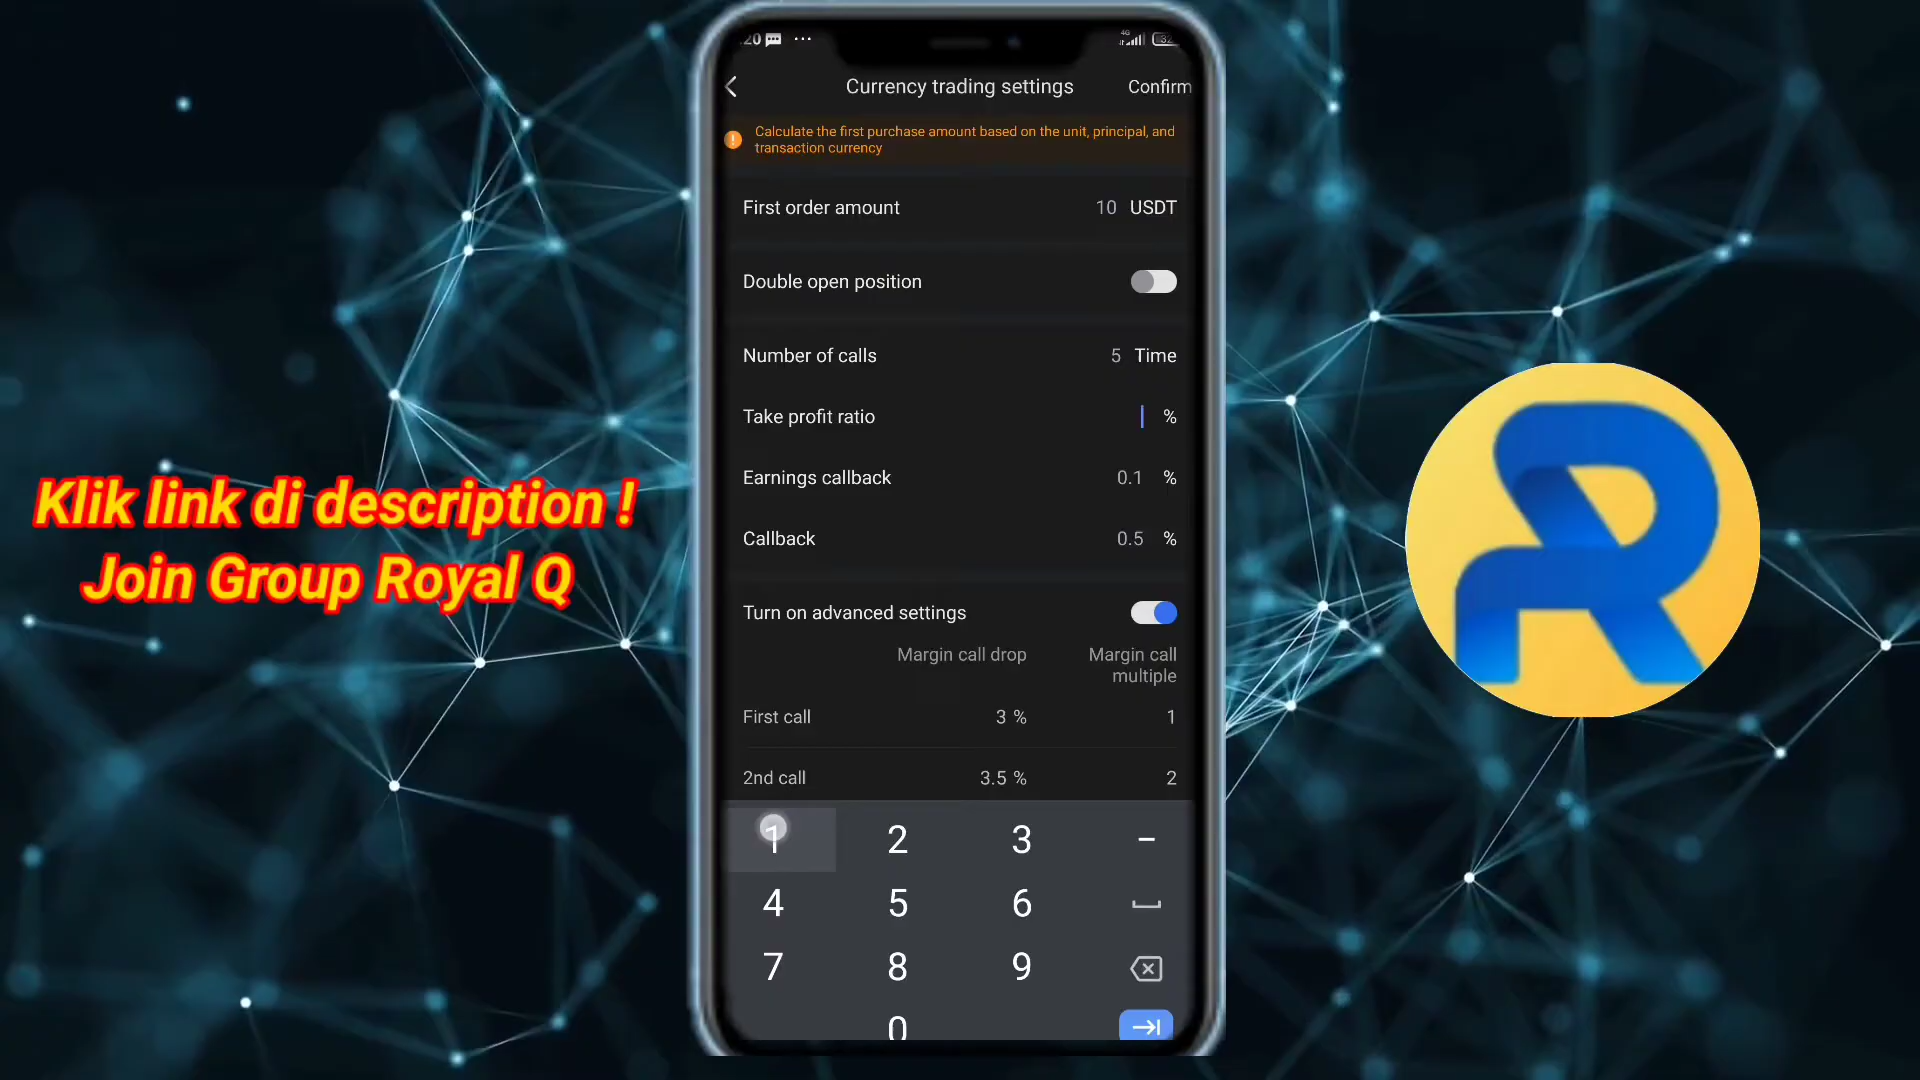 20
4G
32
Currency trading settings
Confirm
Calculate the first purchase amount based on the unit, principal, and
transaction currency
First order amount 10 USDT
Double open position
Number of calls 5 Time
Take profit ratio %
Earnings callback 0.1 %
Callback 0.5 %
Turn on advanced settings
Margin call drop Margin call
multiple
First call 3 % 1
2nd call 3.5 % 2
1 2 3 -
4 5 6
7 8 9
0
Klik link di description !
Join Group Royal Q